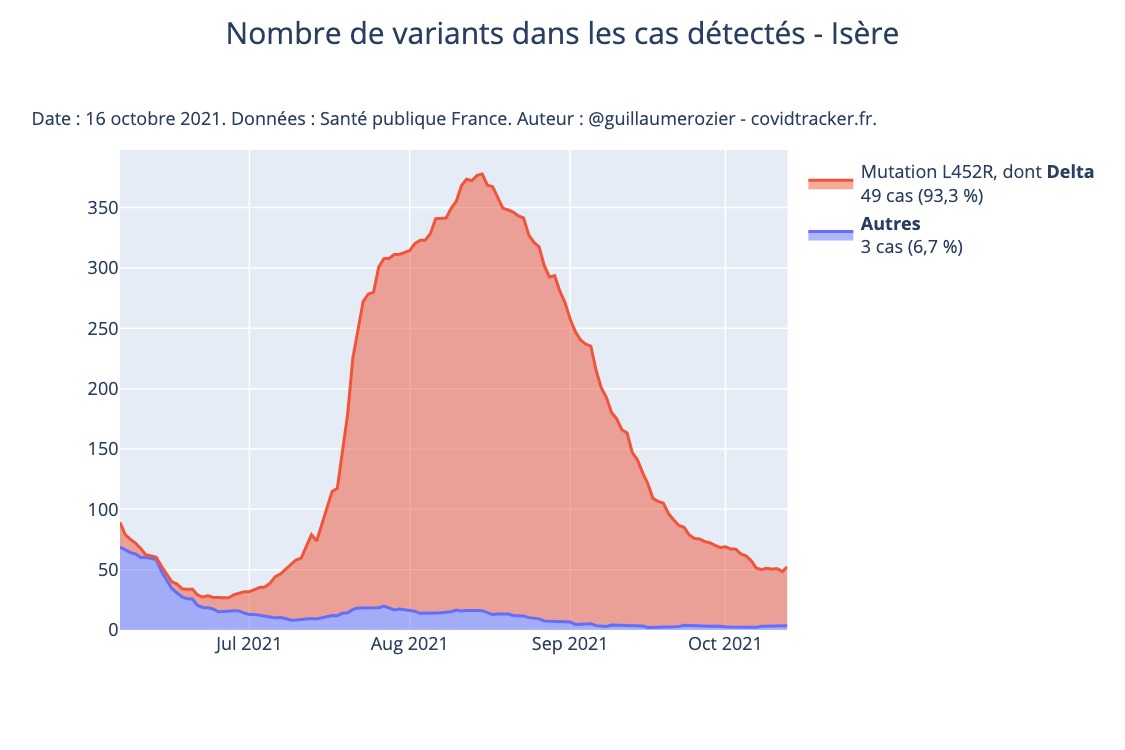 Nombre de variants dans les cas détectés - Isère
Date : 16 octobre 2021. Données : Santé publique France. Auteur : @guillaumerozier - covidtracker.fr.
Mutation L452R, dont Delta
49 cas (93,3 %)
Autres
3 cas (6,7 %)
350
300
250
200
150
100
50
0
Jul 2021
Aug 2021
Sep 2021
Oct 2021